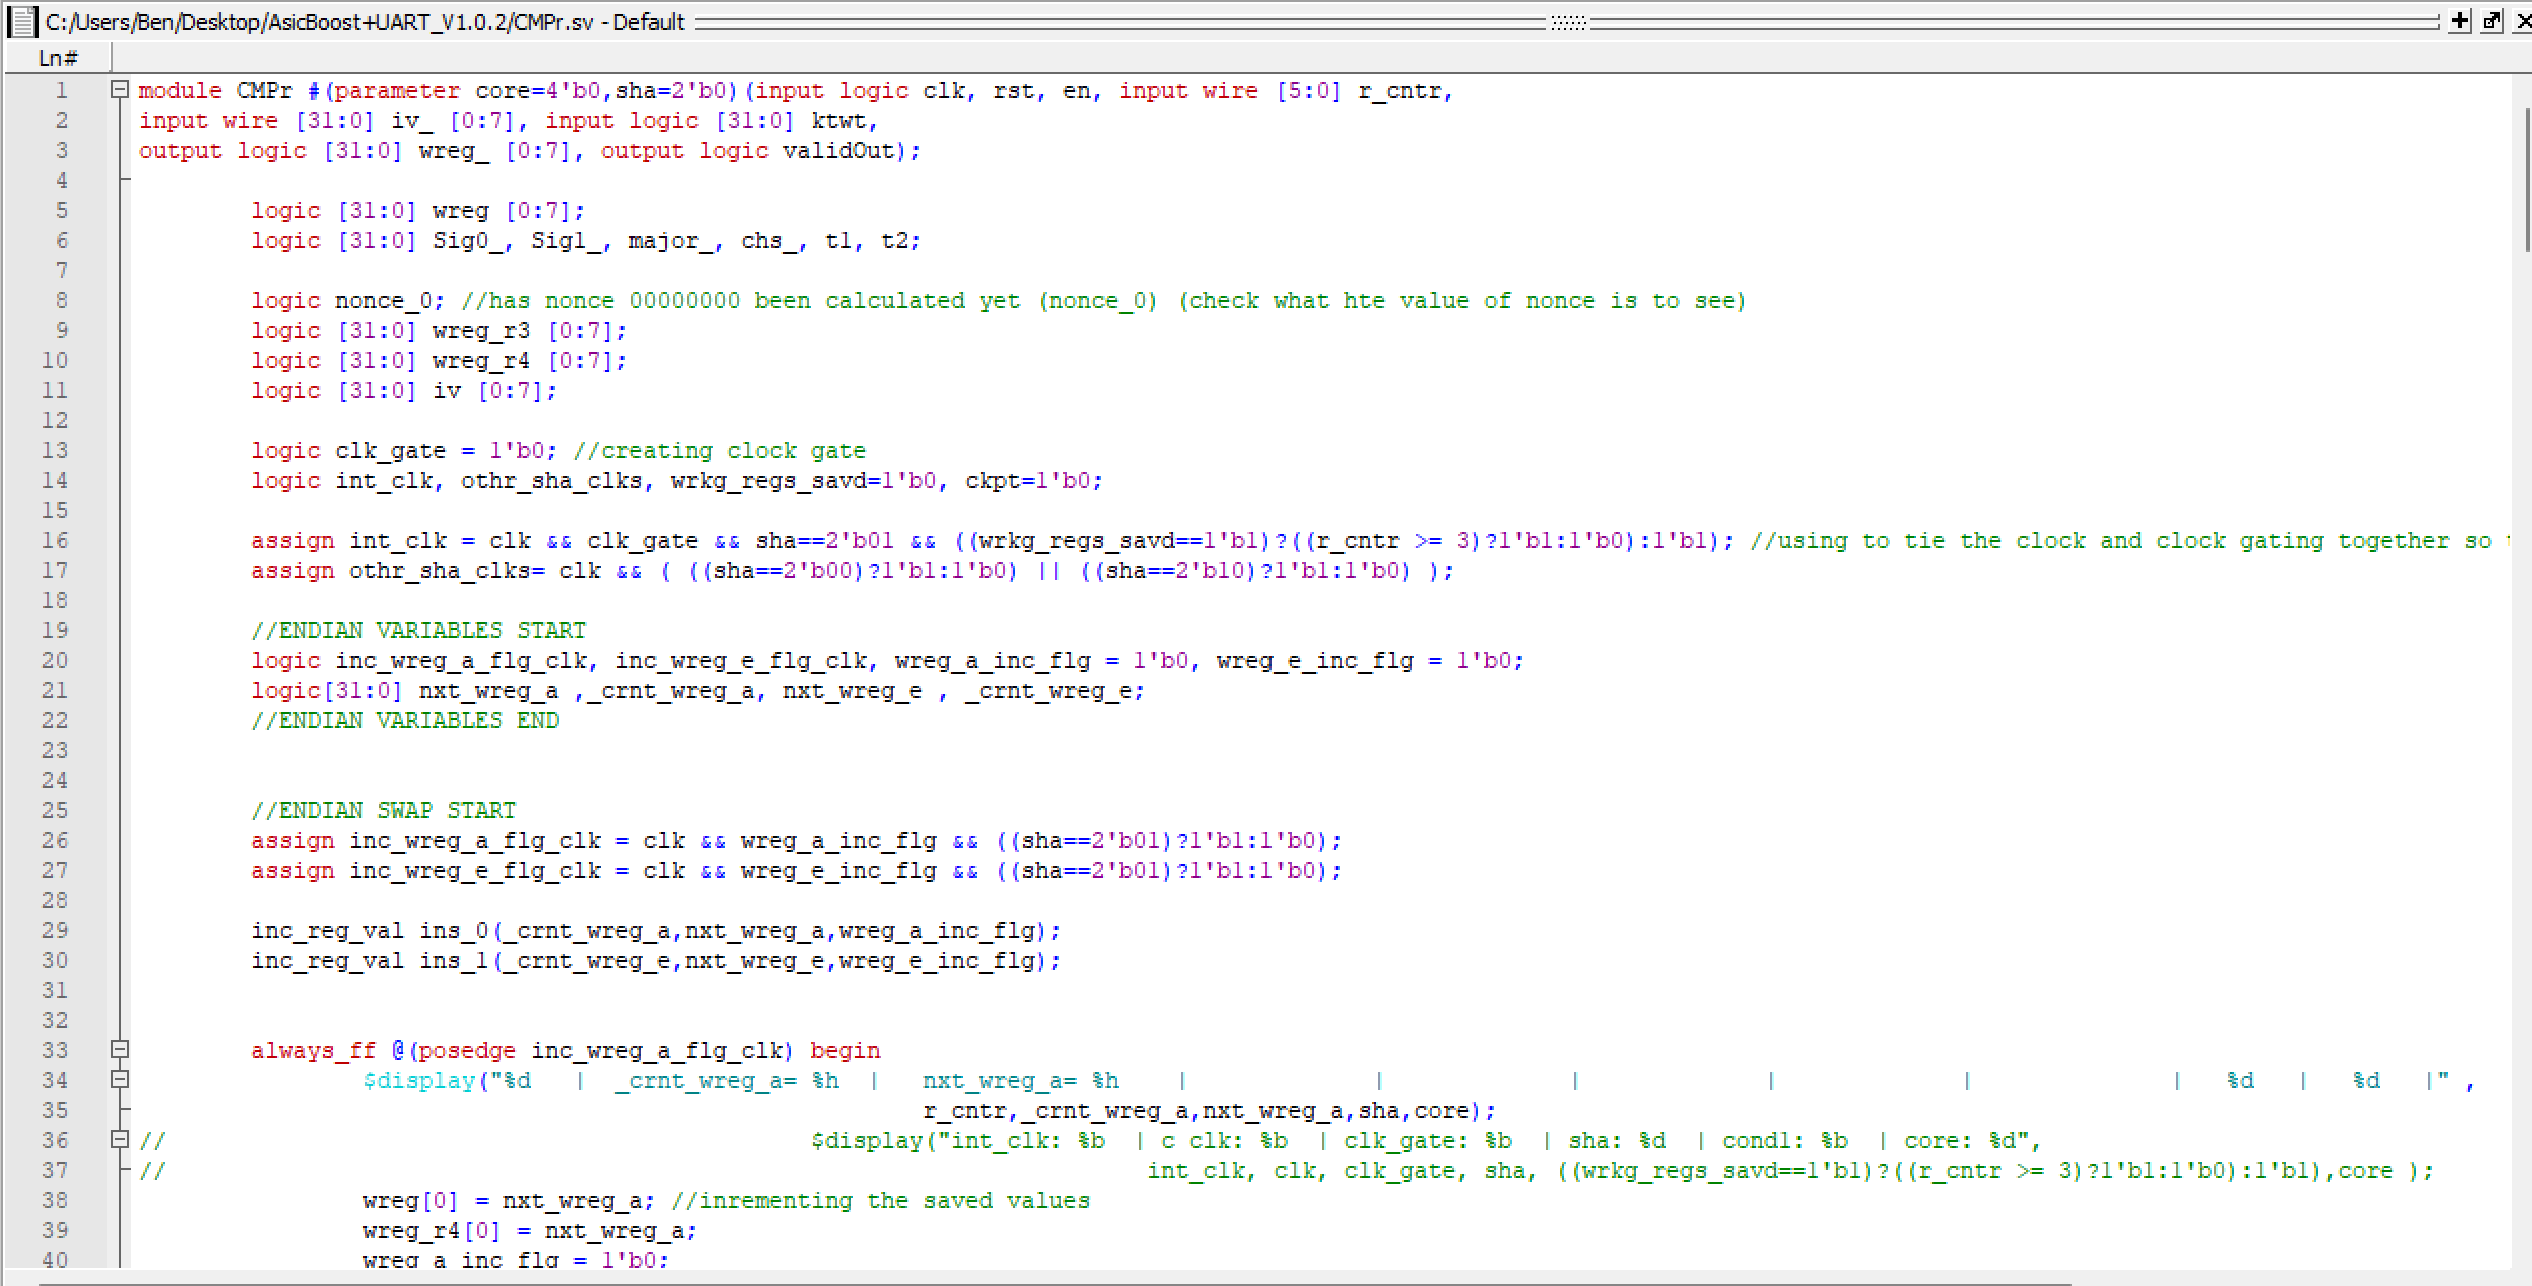 C:/Users/Ben/Desktop/AsicBoost+UART_V1.0.2/CMPr.sv - Default
Ln#
1 module CMPr #(parameter core=4'b0,sha=2'b0)(input logic clk, rst, en, input wire [5:0] r_cntr,
2 input wire [31:0] iv_ [0:7], input logic [31:0] ktwt,
3 output logic [31:0] wreg_ [0:7], output logic validOut);
4
5 logic [31:0] wreg [0:7];
6 logic [31:0] Sig0_, Sig1_, major_, chs_, t1, t2;
7
8 logic nonce_0; //has nonce 00000000 been calculated yet (nonce_0) (check what hte value of nonce is to see)
9 logic [31:0] wreg_r3 [0:7];
10 logic [31:0] wreg_r4 [0:7];
11 logic [31:0] iv [0:7];
12
13 logic clk_gate = 1'b0; //creating clock gate
14 logic int_clk, othr_sha_clks, wrkg_regs_savd=1'b0, ckpt=1'b0;
15
16 assign int_clk = clk && clk_gate && sha==2'b01 && ((wrkg_regs_savd==1'b1)?((r_cntr >= 3)?1'b1:1'b0):1'b1); //using to tie the clock and clock gating together so
17 assign othr_sha_clks= clk && ( ((sha==2'b00)?1'b1:1'b0) || ((sha==2'b10)?1'b1:1'b0) );
18
19 //ENDIAN VARIABLES START
20 logic inc_wreg_a_flg_clk, inc_wreg_e_flg_clk, wreg_a_inc_flg = 1'b0, wreg_e_inc_flg = 1'b0;
21 logic[31:0] nxt_wreg_a ,_crnt_wreg_a, nxt_wreg_e , _crnt_wreg_e;
22 //ENDIAN VARIABLES END
23
24
25 //ENDIAN SWAP START
26 assign inc_wreg_a_flg_clk = clk && wreg_a_inc_flg && ((sha==2'b01)?1'b1:1'b0);
27 assign inc_wreg_e_flg_clk = clk && wreg_e_inc_flg && ((sha==2'b01)?1'b1:1'b0);
28
29 inc_reg_val ins_0(_crnt_wreg_a,nxt_wreg_a,wreg_a_inc_flg);
30 inc_reg_val ins_1(_crnt_wreg_e,nxt_wreg_e,wreg_e_inc_flg);
31
32
33 always_ff @(posedge inc_wreg_a_flg_clk) begin
34 $display("%d | _crnt_wreg_a= %h | nxt_wreg_a= %h | | | | | | %d | %d |" ,
35 r_cntr,_crnt_wreg_a,nxt_wreg_a,sha,core);
36 // $display("int_clk: %b | c clk: %b | clk_gate: %b | sha: %d | cond1: %b | core: %d",
37 // int_clk, clk, clk_gate, sha, ((wrkg_regs_savd==1'b1)?((r_cntr >= 3)?1'b1:1'b0):1'b1),core );
38 wreg[0] = nxt_wreg_a; //inrementing the saved values
39 wreg_r4[0] = nxt_wreg_a;
40 wreg_a_inc_flg = 1'b0;